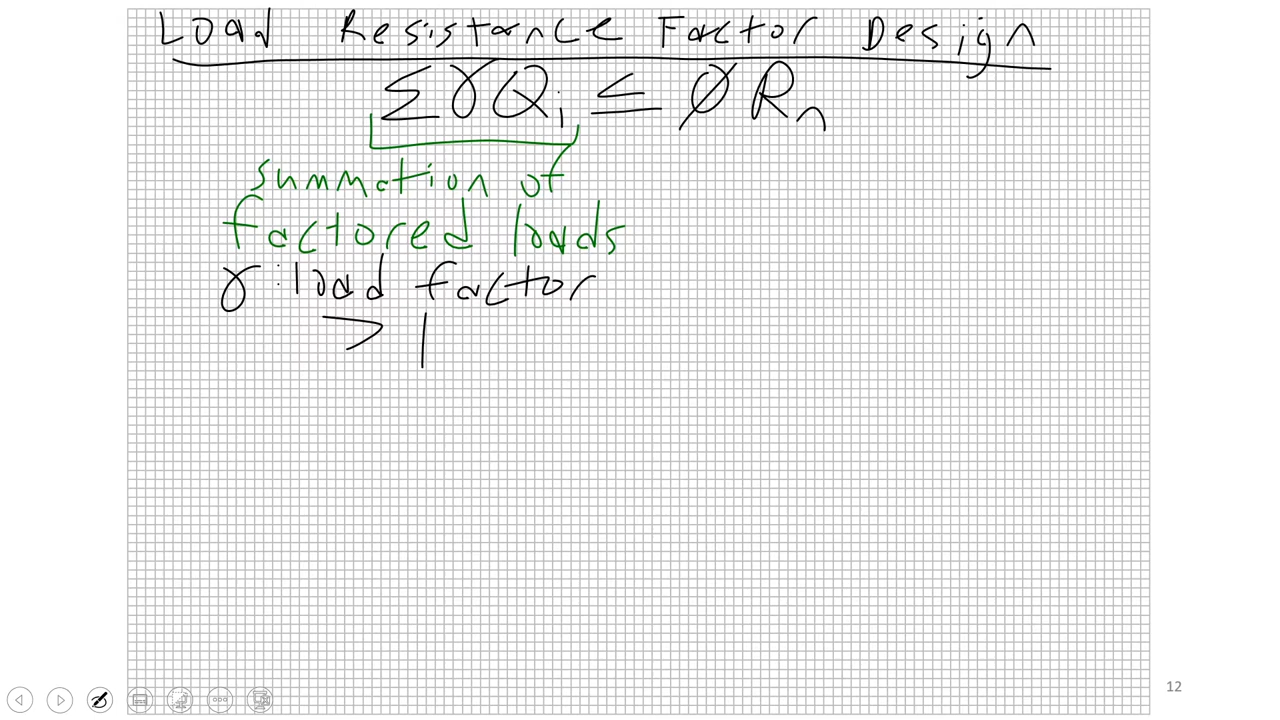 Load Resistance Factor Design
ΣγQi ≤ ØRn
summation of
factored loads
γ: load factor
> 1
12